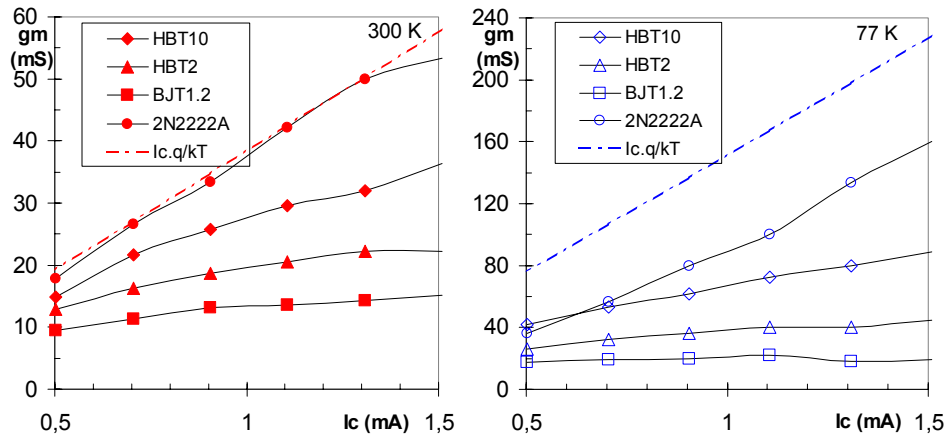 60
gm
(mS)
50
40
30
20
10
0
300 K
HBT10
HBT2
BJT1.2
2N2222A
Ic.q/kT
0,5
1
Ic (mA)
1,5
240
gm
(mS)
200
160
120
80
40
0
77 K
HBT10
HBT2
BJT1.2
2N2222A
Ic.q/kT
0,5
1
Ic (mA)
1,5